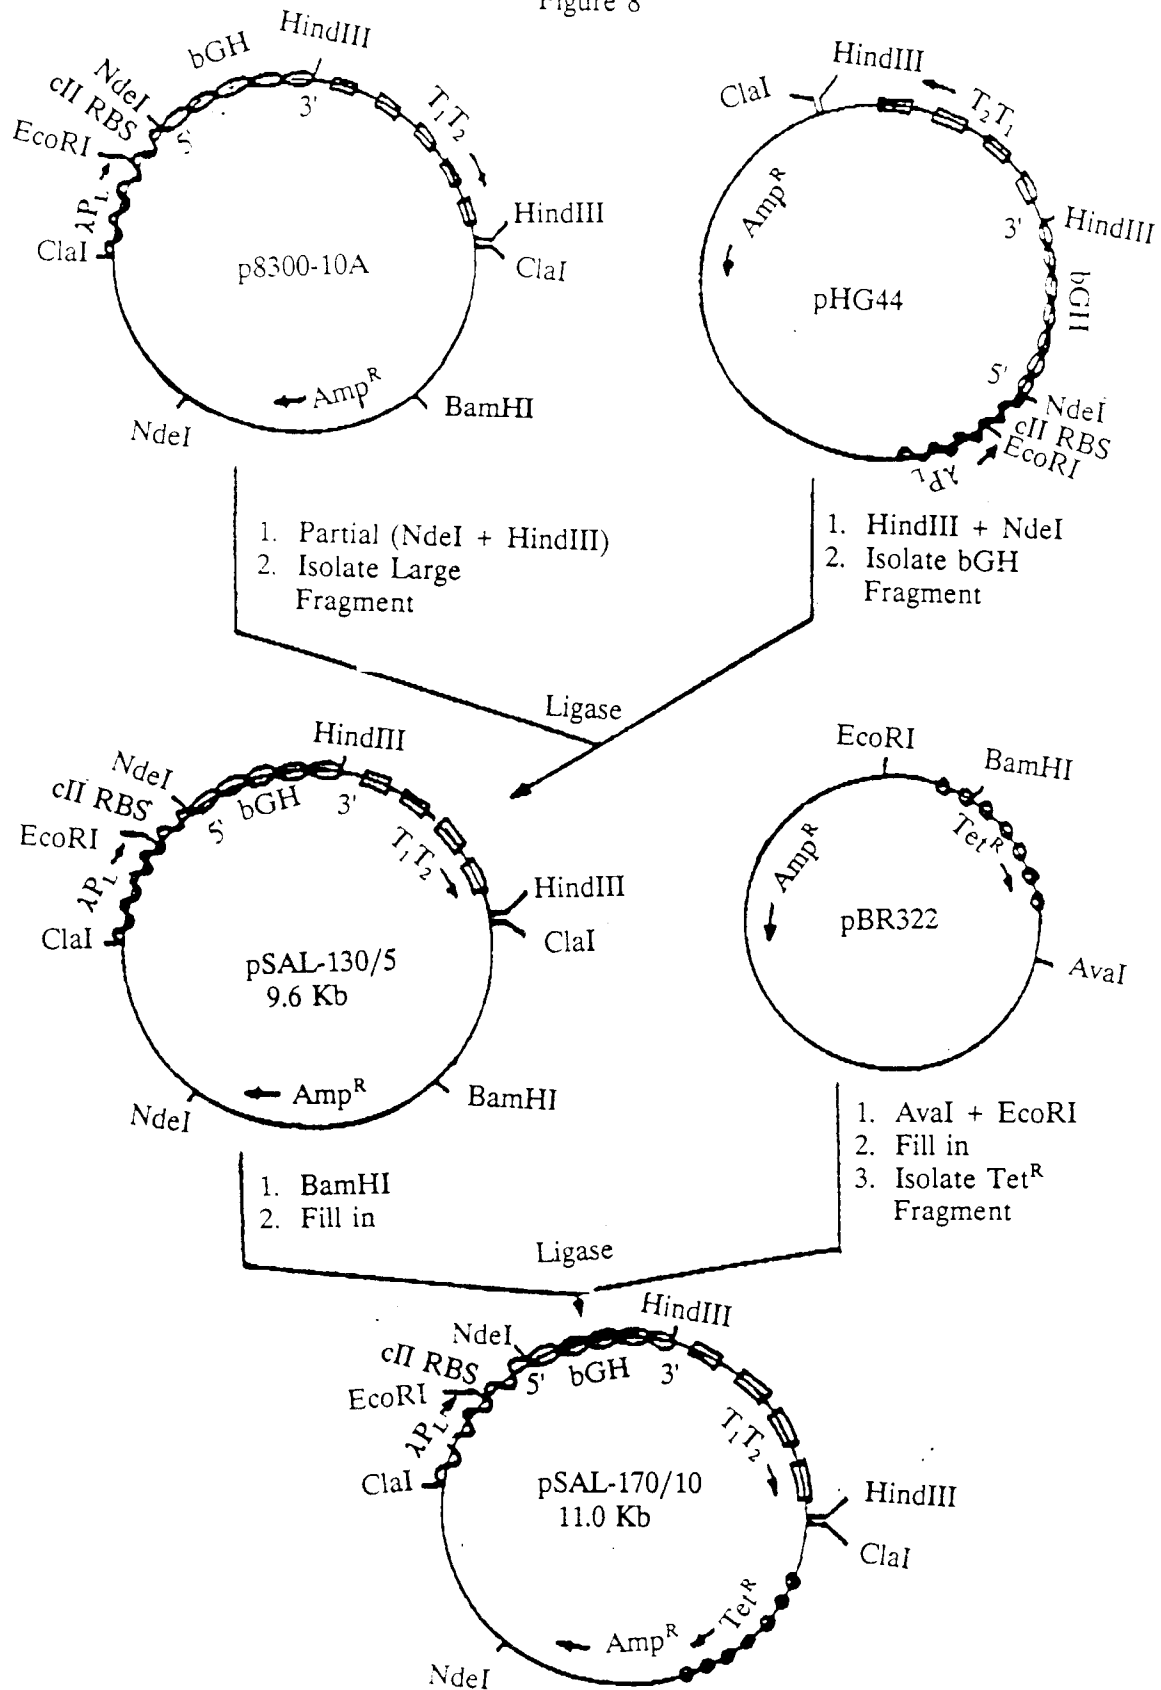 Figure 8
HindIII
bGH
NdeI
cII RBS
EcoRI
λPL
ClaI
5'
3'
T1T2
HindIII
ClaI
p8300-10A
AmpR
BamHI
NdeI
HindIII
ClaI
T2T1
AmpR
3'
HindIII
bGH
pHG44
5'
NdeI
cII RBS
EcoRI
λPL
1. Partial (NdeI + HindIII)
2. Isolate Large
Fragment
1. HindIII + NdeI
2. Isolate bGH
Fragment
Ligase
HindIII
NdeI
cII RBS
EcoRI
λPL
ClaI
5'
bGH
3'
T1T2
HindIII
ClaI
pSAL-130/5
9.6 Kb
AmpR
BamHI
NdeI
EcoRI
BamHI
TetR
AmpR
pBR322
AvaI
1. BamHI
2. Fill in
1. AvaI + EcoRI
2. Fill in
3. Isolate TetR
Fragment
Ligase
HindIII
NdeI
cII RBS
EcoRI
λPL
ClaI
5'
bGH
3'
T1T2
HindIII
ClaI
pSAL-170/10
11.0 Kb
TetR
AmpR
NdeI